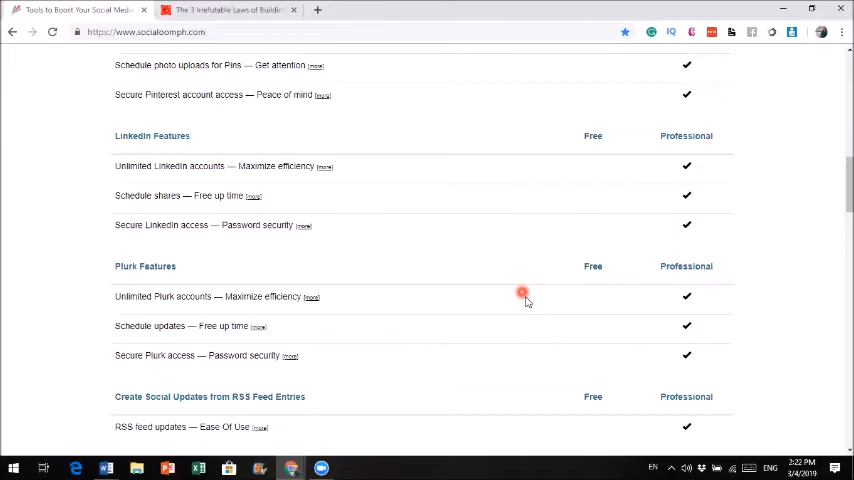 Tools to Boost Your Social Medi
The 3 Irrefutable Laws of Buildin
https://www.socialoomph.com
Schedule photo uploads for Pins — Get attention [more]
Secure Pinterest account access — Peace of mind [more]
LinkedIn Features Free Professional
Unlimited LinkedIn accounts — Maximize efficiency [more]
Schedule shares — Free up time [more]
Secure LinkedIn access — Password security [more]
Plurk Features Free Professional
Unlimited Plurk accounts — Maximize efficiency [more]
Schedule updates — Free up time [more]
Secure Plurk access — Password security [more]
Create Social Updates from RSS Feed Entries Free Professional
RSS feed updates — Ease Of Use [more]
EN ENG 2:22 PM
3/4/2019